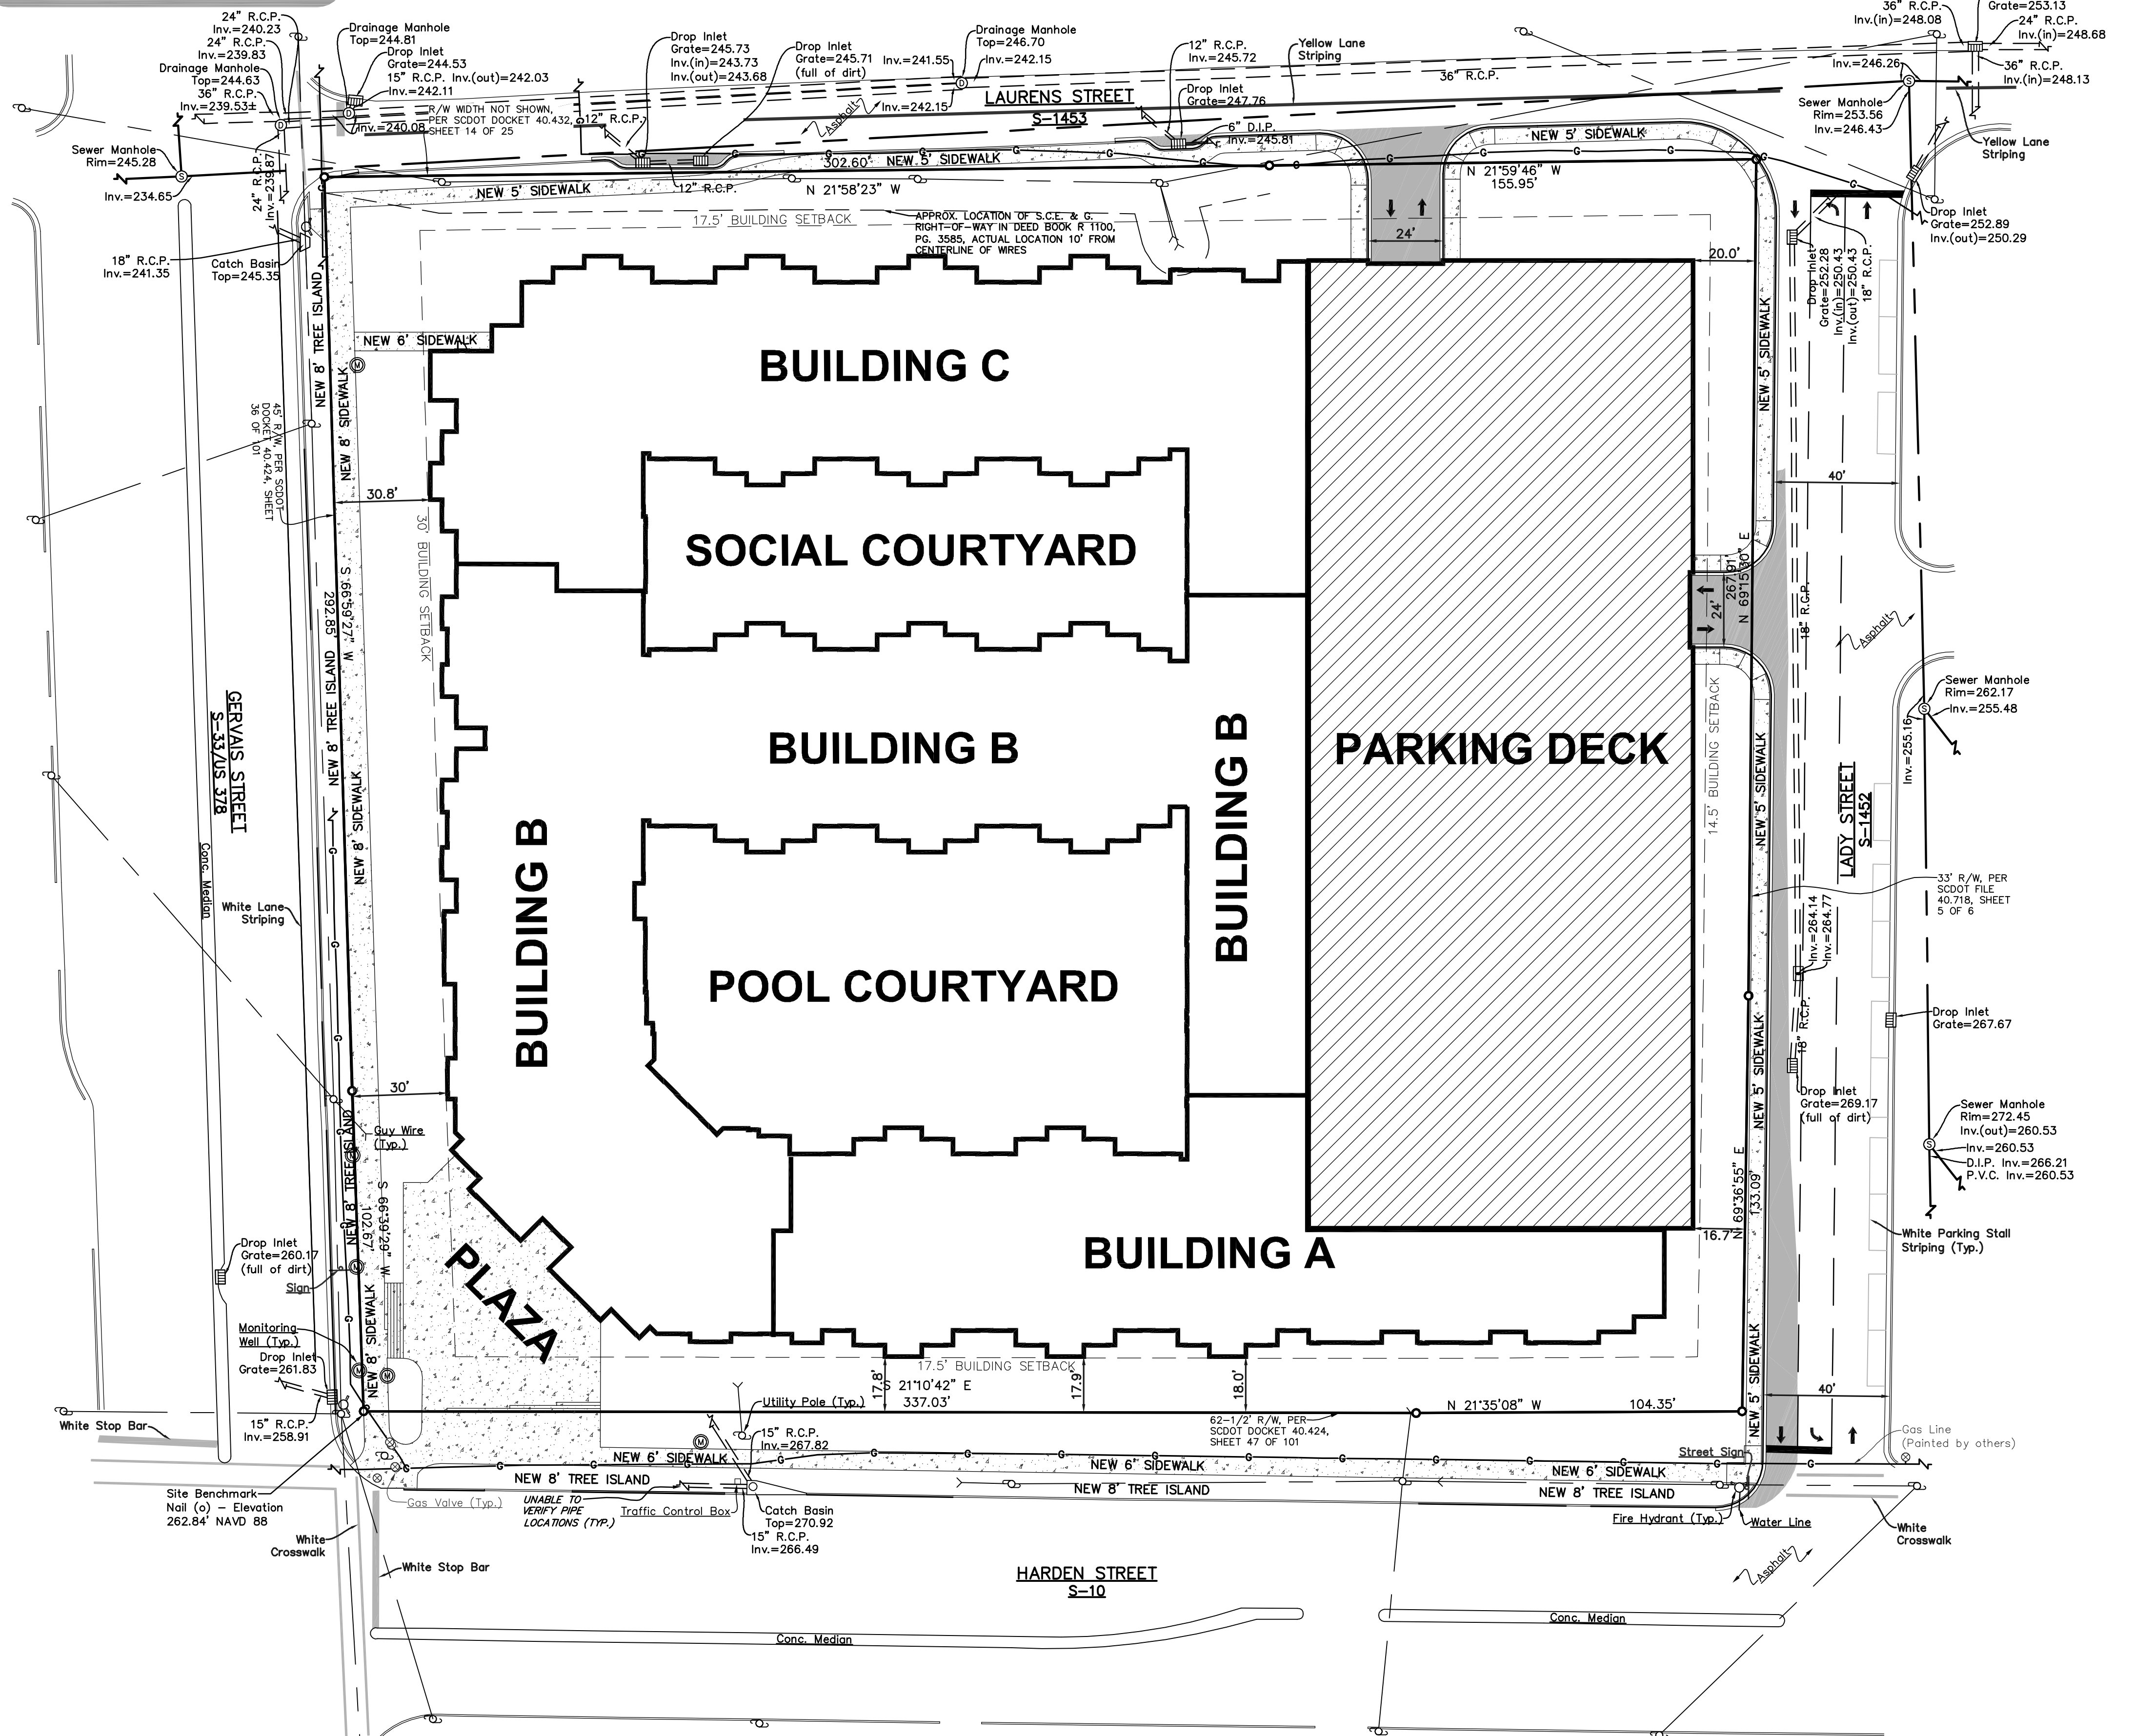 24" R.C.P.
Inv.=240.23
24" R.C.P.
Inv.=239.83
Drainage Manhole
Top=244.63
36" R.C.P.
Inv.=239.53±
Drainage Manhole
Top=244.81
Drop Inlet
Grate=244.53
15" R.C.P. Inv.(out)=242.03
Inv.=242.11
Inv.=240.08
R/W WIDTH NOT SHOWN,
PER SCDOT DOCKET 40.432,
SHEET 14 OF 25
12" R.C.P.
Drop Inlet
Grate=245.73
Inv.(in)=243.73
Inv.(out)=243.68
Drop Inlet
Grate=245.71
(full of dirt)
Inv.=241.55
Drainage Manhole
Top=246.70
Inv.=242.15
Inv.=242.15
Asphalt
LAURENS STREET
S-1453
12" R.C.P.
Inv.=245.72
Drop Inlet
Grate=247.76
6" D.I.P.
Inv.=245.81
Yellow Lane
Striping
36" R.C.P.
36" R.C.P.
Inv.(in)=248.08
Grate=253.13
24" R.C.P.
Inv.=248.68
36" R.C.P.
Inv.(in)=248.13
Inv.=246.26
Sewer Manhole
Rim=253.56
Inv.=246.43
Yellow Lane
Striping
Sewer Manhole
Rim=245.28
Inv.=234.65
24" R.C.P.
Inv.=239.87
18" R.C.P.
Inv.=241.35
Catch Basin
Top=245.35
302.60'
NEW 5' SIDEWALK
N 21°58'23" W
NEW 5' SIDEWALK
12" R.C.P.
NEW 5' SIDEWALK
N 21°59'46" W
155.95'
17.5' BUILDING SETBACK
APPROX. LOCATION OF S.C.E. & G.
RIGHT-OF-WAY IN DEED BOOK R 1100,
PG. 3585, ACTUAL LOCATION 10' FROM
CENTERLINE OF WIRES
24'
20.0'
Drop Inlet
Grate=252.89
Inv.(out)=250.29
Drop Inlet
Grate=252.28
Inv.(in)=250.43
Inv.(out)=250.43
18" R.C.P.
NEW 8' TREE ISLAND
NEW 6' SIDEWALK
NEW 8' SIDEWALK
M
45' R/W, PER SCDOT
DOCKET 40.424, SHEET
36 OF 101
30.8'
30' BUILDING SETBACK
S 66°59'27" W
292.85'
NEW 8' TREE ISLAND
NEW 8' TREE ISLAND
NEW 8' SIDEWALK
GERVAIS STREET
S-33/US 378
Conc. Median
White Lane
Striping
BUILDING C
SOCIAL COURTYARD
BUILDING B
BUILDING B
BUILDING B
POOL COURTYARD
PARKING DECK
BUILDING A
PLAZA
NEW 5' SIDEWALK
40'
24'
267.91'
N 69°15'30" E
18" R.C.P.
Asphalt
14.5' BUILDING SETBACK
NEW 5' SIDEWALK
LADY STREET
S-1452
Sewer Manhole
Rim=262.17
Inv.=255.48
Inv.=255.16
33' R/W, PER
SCDOT FILE
40.718, SHEET
5 OF 6
Inv.=264.14
Inv.=264.77
18" R.C.P.
NEW 5' SIDEWALK
Drop Inlet
Grate=267.67
Drop Inlet
Grate=269.17
(full of dirt)
Sewer Manhole
Rim=272.45
Inv.(out)=260.53
Inv.=260.53
D.I.P. Inv.=266.21
P.V.C. Inv.=260.53
N 69°36'55" E
133.09'
16.7'
White Parking Stall
Striping (Typ.)
30'
Guy Wire
(Typ.)
NEW 8' TREE ISLAND
S 66°39'29" W
102.67'
NEW 8' SIDEWALK
Drop Inlet
Grate=260.17
(full of dirt)
Sign
Monitoring
Well (Typ.)
Drop Inlet
Grate=261.83
15" R.C.P.
Inv.=258.91
White Stop Bar
17.5' BUILDING SETBACK
17.8'
17.9'
18.0'
S 21°10'42" E
337.03'
Utility Pole (Typ.)
62-1/2' R/W, PER
SCDOT DOCKET 40.424,
SHEET 47 OF 101
N 21°35'08" W
104.35'
NEW 5' SIDEWALK
40'
Gas Line
(Painted by others)
Street Sign
15" R.C.P.
Inv.=267.82
NEW 6' SIDEWALK
NEW 6' SIDEWALK
NEW 6' SIDEWALK
NEW 8' TREE ISLAND
NEW 8' TREE ISLAND
NEW 8' TREE ISLAND
Site Benchmark
Nail (o) - Elevation
262.84' NAVD 88
Gas Valve (Typ.)
UNABLE TO
VERIFY PIPE
LOCATIONS (TYP.)
Traffic Control Box
Catch Basin
Top=270.92
15" R.C.P.
Inv.=266.49
Fire Hydrant (Typ.)
Water Line
White
Crosswalk
White
Crosswalk
White Stop Bar
HARDEN STREET
S-10
Asphalt
Conc. Median
Conc. Median